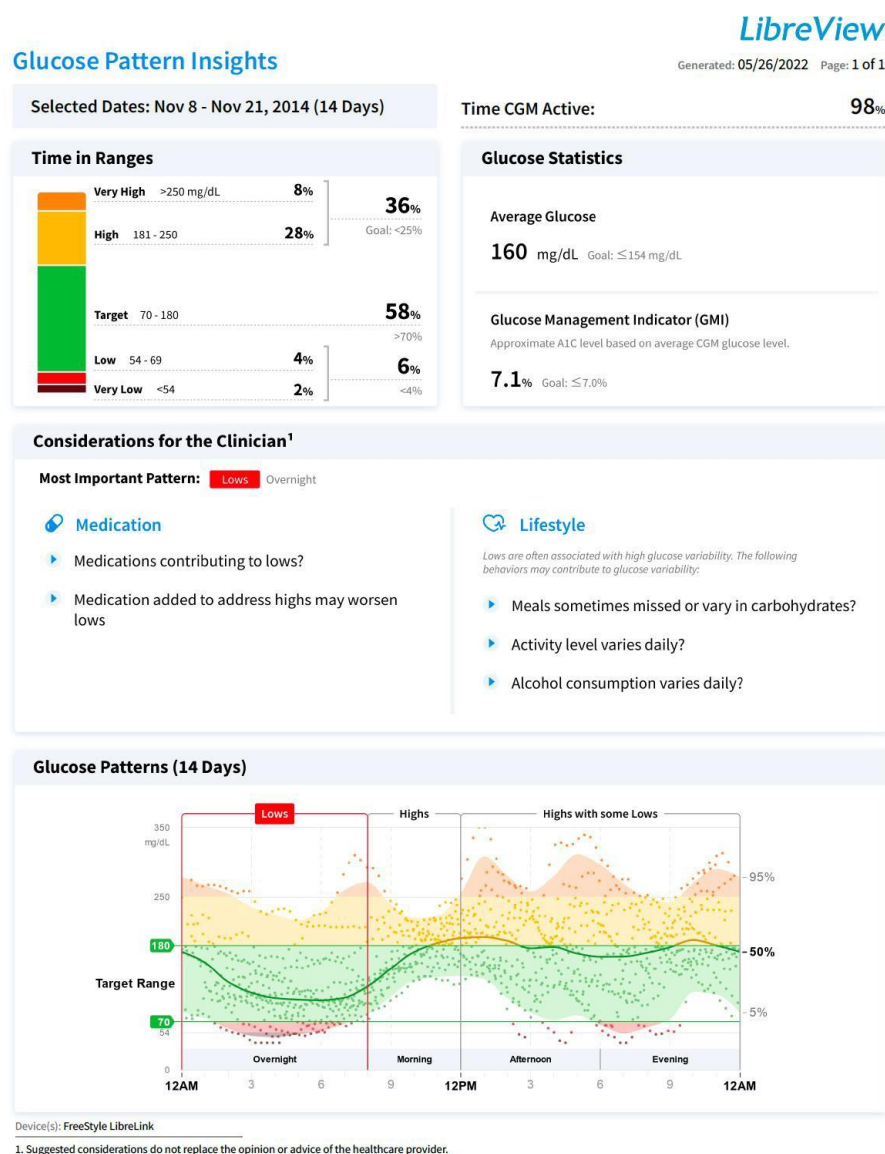 LibreView
Glucose Pattern Insights
Generated: 05/26/2022 Page: 1 of 1
Selected Dates: Nov 8 - Nov 21, 2014 (14 Days)
Time CGM Active: 98%
Time in Ranges
Very High >250 mg/dL 8%
36%
Goal: <25%
High 181 - 250 28%
Target 70 - 180 58%
>70%
Low 54 - 69 4%
6%
Very Low <54 2%
<4%
Glucose Statistics
Average Glucose
160 mg/dL Goal: ≤154 mg/dL
Glucose Management Indicator (GMI)
Approximate A1C level based on average CGM glucose level.
7.1% Goal: ≤7.0%
Considerations for the Clinician¹
Most Important Pattern: Lows Overnight
Medication
Medications contributing to lows?
Medication added to address highs may worsen
lows
Lifestyle
Lows are often associated with high glucose variability. The following
behaviors may contribute to glucose variability:
Meals sometimes missed or vary in carbohydrates?
Activity level varies daily?
Alcohol consumption varies daily?
Glucose Patterns (14 Days)
Lows Highs Highs with some Lows
350
mg/dL
95%
250
180
50%
Target Range
5%
70
54
Overnight Morning Afternoon Evening
0
12AM 3 6 9 12PM 3 6 9 12AM
Device(s): FreeStyle LibreLink
1. Suggested considerations do not replace the opinion or advice of the healthcare provider.